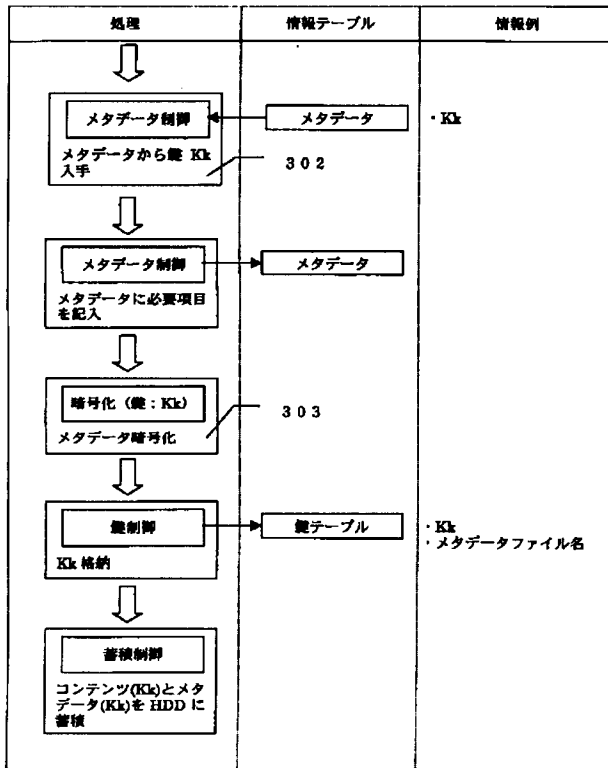 処理
情報テーブル
情報例
メタデータ制御
メタデータ
・Kk
メタデータから鍵 Kk
入手
302
メタデータ制御
メタデータ
メタデータに必要項目
を記入
暗号化（鍵：Kk）
303
メタデータ暗号化
鍵制御
鍵テーブル
・Kk
・メタデータファイル名
Kk 格納
蓄積制御
コンテンツ(Kk)とメタ
データ(Kk)を HDD に
蓄積